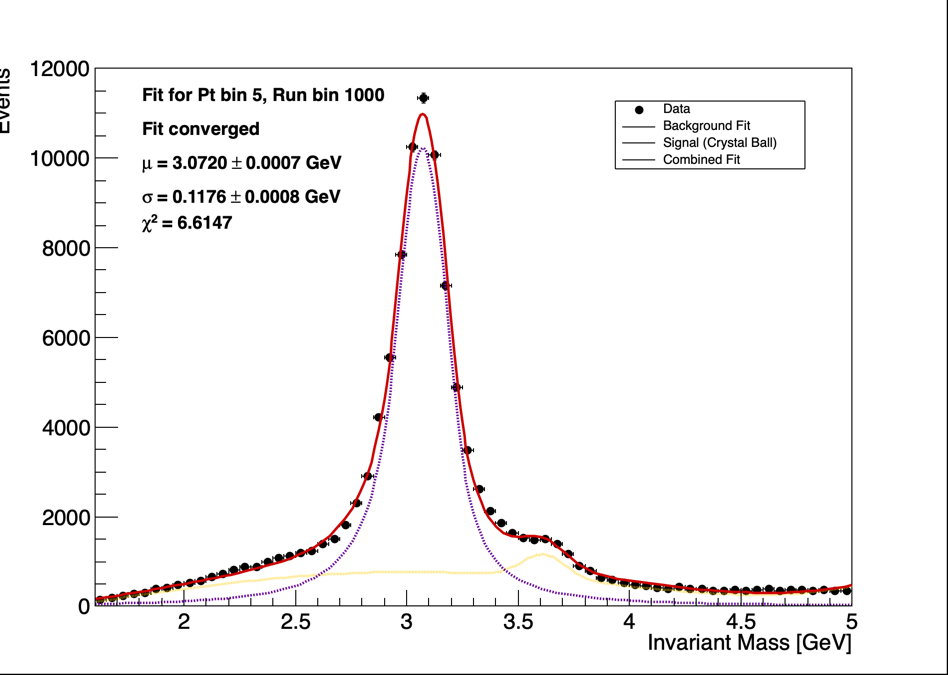 Events
12000
10000
8000
6000
4000
2000
0
Fit for Pt bin 5, Run bin 1000
Fit converged
μ = 3.0720 ± 0.0007 GeV
σ = 0.1176 ± 0.0008 GeV
χ² = 6.6147
Data
Background Fit
Signal (Crystal Ball)
Combined Fit
2 2.5 3 3.5 4 4.5 5
Invariant Mass [GeV]